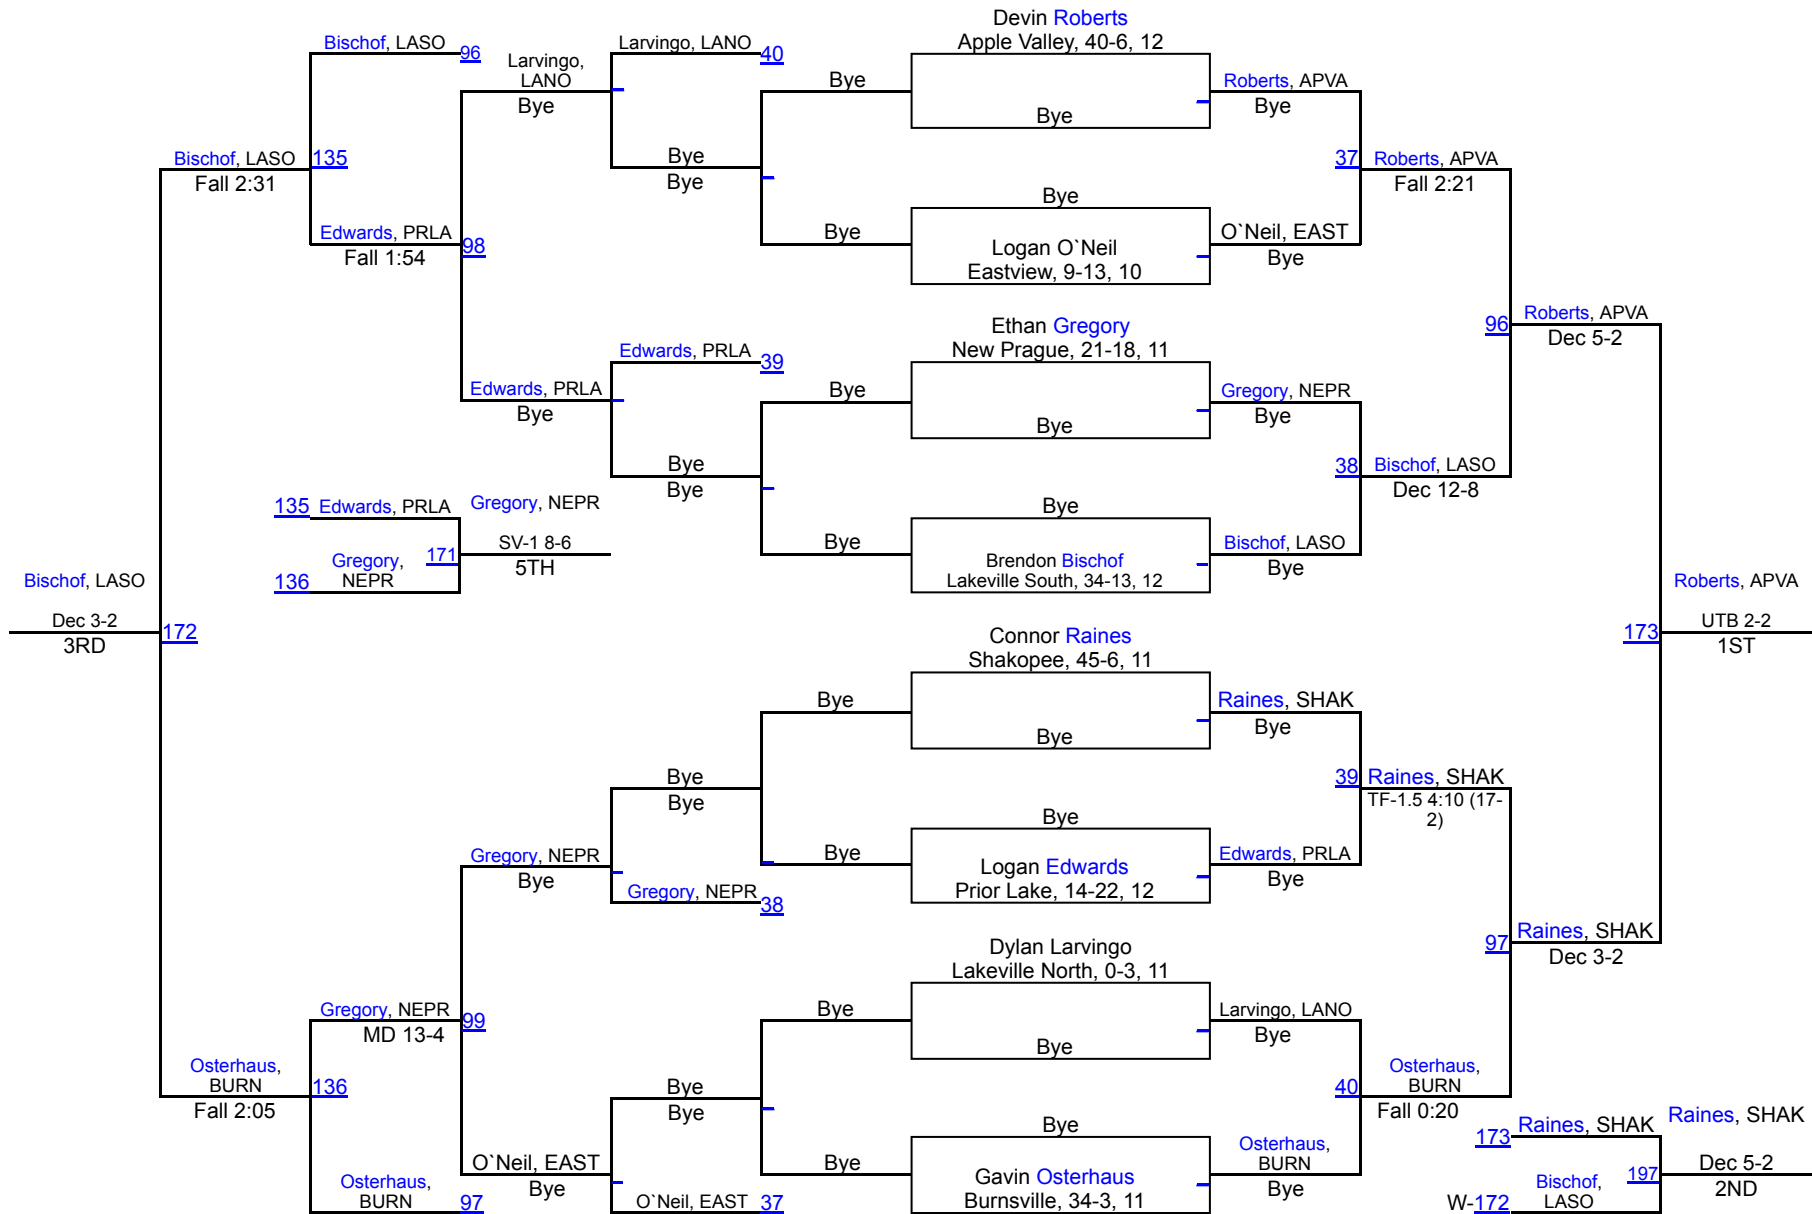 Devin Roberts
Apple Valley, 40-6, 12
Bye
Bye
Logan O`Neil
Eastview, 9-13, 10
Ethan Gregory
New Prague, 21-18, 11
Bye
Bye
Brendon Bischof
Lakeville South, 34-13, 12
Connor Raines
Shakopee, 45-6, 11
Bye
Bye
Logan Edwards
Prior Lake, 14-22, 12
Dylan Larvingo
Lakeville North, 0-3, 11
Bye
Bye
Gavin Osterhaus
Burnsville, 34-3, 11
Roberts, APVA
Bye
O`Neil, EAST
Bye
Gregory, NEPR
Bye
Bischof, LASO
Bye
Raines, SHAK
Bye
Edwards, PRLA
Bye
Larvingo, LANO
Bye
Osterhaus,
BURN
Bye
37
Roberts, APVA
Fall 2:21
38
Bischof, LASO
Dec 12-8
39
Raines, SHAK
TF-1.5 4:10 (17-
2)
40
Osterhaus,
BURN
Fall 0:20
96
Roberts, APVA
Dec 5-2
97
Raines, SHAK
Dec 3-2
173
Roberts, APVA
UTB 2-2
1ST
173
Raines, SHAK
W-172
Bischof,
LASO
197
Raines, SHAK
Dec 5-2
2ND
Bye
Bye
Bye
Bye
Bye
Bye
Bye
Bye
Larvingo, LANO
40
Bye
Bye
Edwards, PRLA
39
Bye
Bye
Bye
Bye
Gregory, NEPR
38
Bye
Bye
O`Neil, EAST
37
Larvingo,
LANO
Bye
Edwards, PRLA
Bye
Gregory, NEPR
Bye
O`Neil, EAST
Bye
Bischof, LASO
96
98
Edwards, PRLA
Fall 1:54
99
Gregory, NEPR
MD 13-4
Osterhaus,
BURN
97
135
Bischof, LASO
Fall 2:31
136
Osterhaus,
BURN
Fall 2:05
135
Edwards, PRLA
136
Gregory,
NEPR
171
Gregory, NEPR
SV-1 8-6
5TH
172
Bischof, LASO
Dec 3-2
3RD